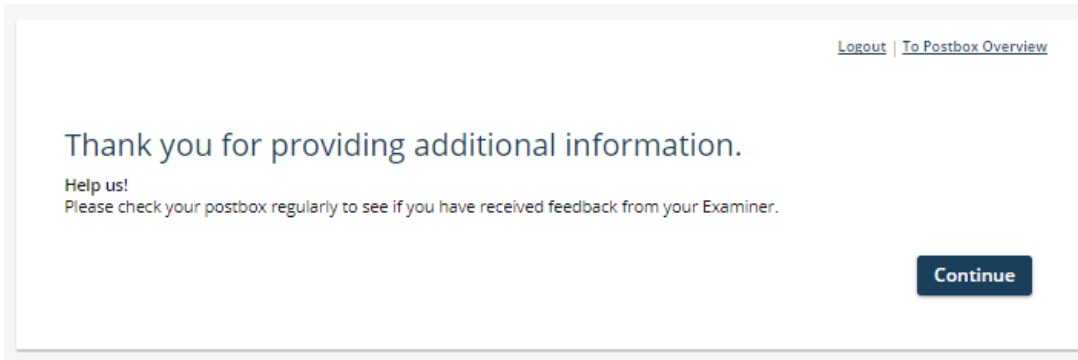 Logout | To Postbox Overview
Thank you for providing additional information.
Help us!
Please check your postbox regularly to see if you have received feedback from your Examiner.
Continue